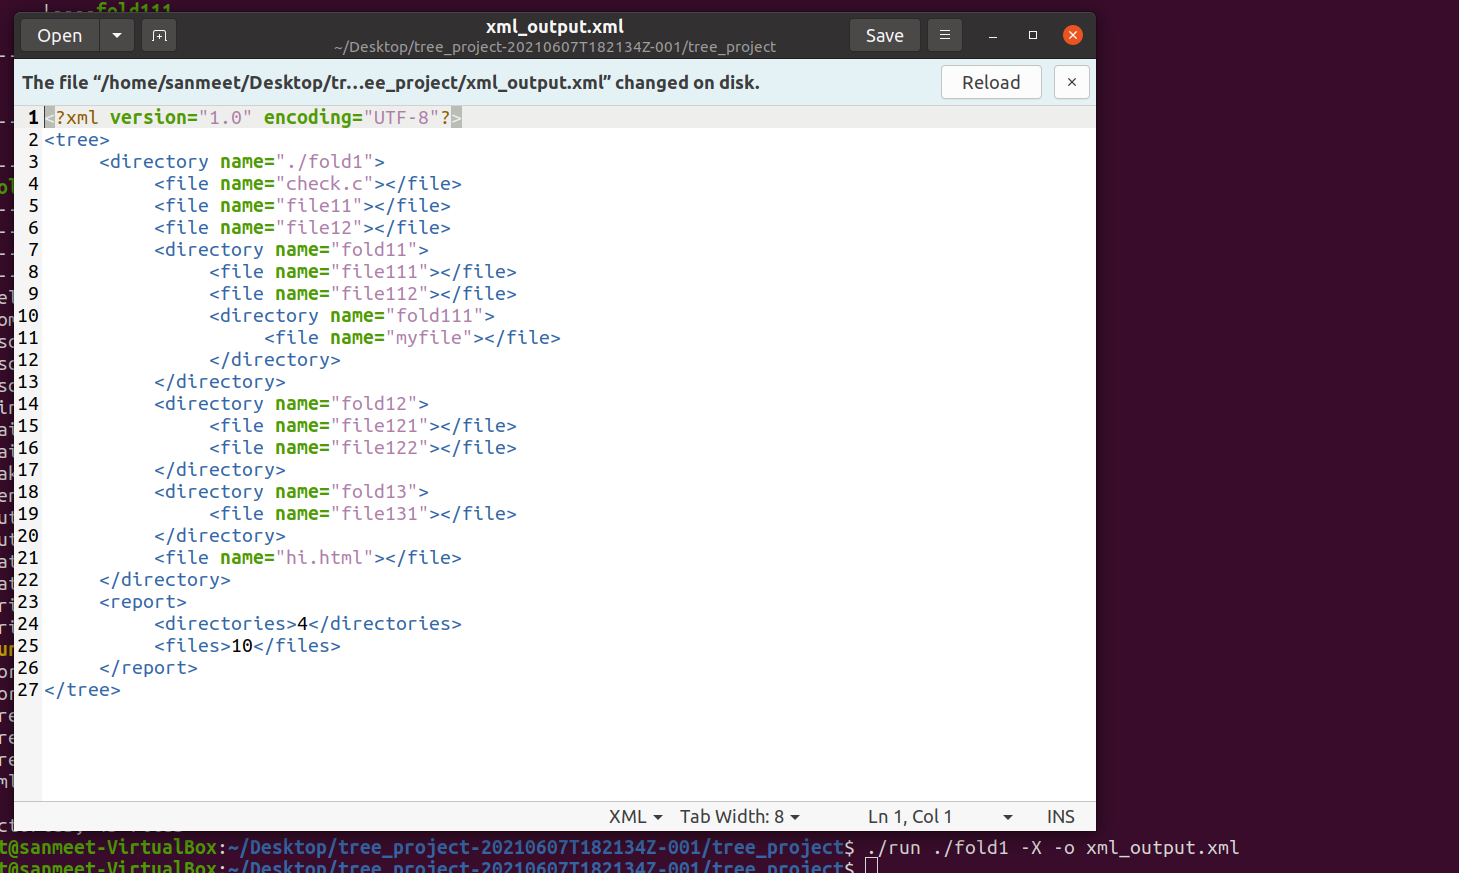 fold111
Open
xml_output.xml
~/Desktop/tree_project-20210607T182134Z-001/tree_project
Save
The file “/home/sanmeet/Desktop/tr…ee_project/xml_output.xml” changed on disk.
Reload
1 <?xml version="1.0" encoding="UTF-8"?>
2 <tree>
3 <directory name="./fold1">
4 <file name="check.c"></file>
5 <file name="file11"></file>
6 <file name="file12"></file>
7 <directory name="fold11">
8 <file name="file111"></file>
9 <file name="file112"></file>
10 <directory name="fold111">
11 <file name="myfile"></file>
12 </directory>
13 </directory>
14 <directory name="fold12">
15 <file name="file121"></file>
16 <file name="file122"></file>
17 </directory>
18 <directory name="fold13">
19 <file name="file131"></file>
20 </directory>
21 <file name="hi.html"></file>
22 </directory>
23 <report>
24 <directories>4</directories>
25 <files>10</files>
26 </report>
27 </tree>
XML Tab Width: 8 Ln 1, Col 1 INS
t@sanmeet-VirtualBox:~/Desktop/tree_project-20210607T182134Z-001/tree_project$ ./run ./fold1 -X -o xml_output.xml
t@sanmeet-VirtualBox:~/Desktop/tree_project-20210607T182134Z-001/tree_project$